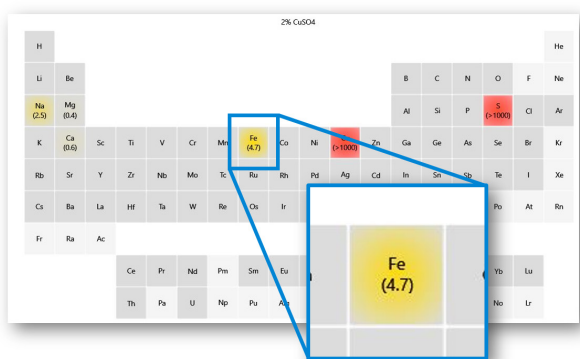 2% CuSO4
H He
Li Be B C N O F Ne
Na Mg Al Si P S Cl Ar
(2.5) (0.4) (>1000)
K Ca Sc Ti V Cr Mn Fe Co Ni Zn Ga Ge As Se Br Kr
(0.6) (4.7) (>1000)
Rb Sr Y Zr Nb Mo Tc Ru Rh Pd Ag Cd In Sn Sb Te I Xe
Cs Ba La Hf Ta W Re Os Ir Po At Rn
Fr Ra Ac
Ce Pr Nd Pm Sm Eu Yb Lu
Th Pa U Np Pu No Lr
Fe
(4.7)